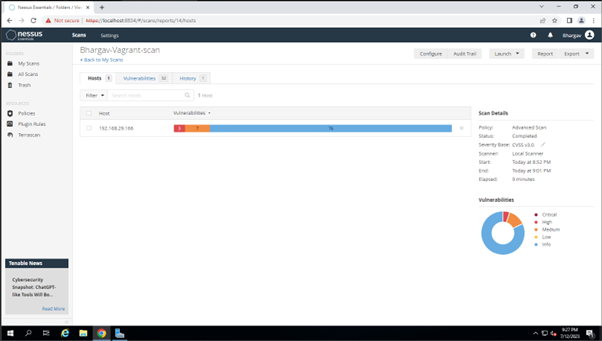 Nessus Essentials / Folders / Vie
Not secure | https://localhost:8834/#/scans/reports/14/hosts
nessus
Essentials
Scans
Settings
Bhargav
FOLDERS
My Scans
All Scans
Trash
RESOURCES
Policies
Plugin Rules
Terrascan
Tenable News
Cybersecurity
Snapshot: ChatGPT-
like Tools Will Be...
Read More
Bhargav-Vagrant-scan
Back to My Scans
Configure
Audit Trail
Launch
Report
Export
Hosts 1
Vulnerabilities
History 1
Filter
Search Hosts
1 Host
Host
Vulnerabilities
192.168.29.166
3
7
Scan Details
Policy: Advanced Scan
Status: Completed
Severity Base: CVSS v3.0
Scanner: Local Scanner
Start: Today at 8:52 PM
End: Today at 9:01 PM
Elapsed: 9 minutes
Vulnerabilities
Critical
High
Medium
Low
Info
9:27 PM
7/12/2023